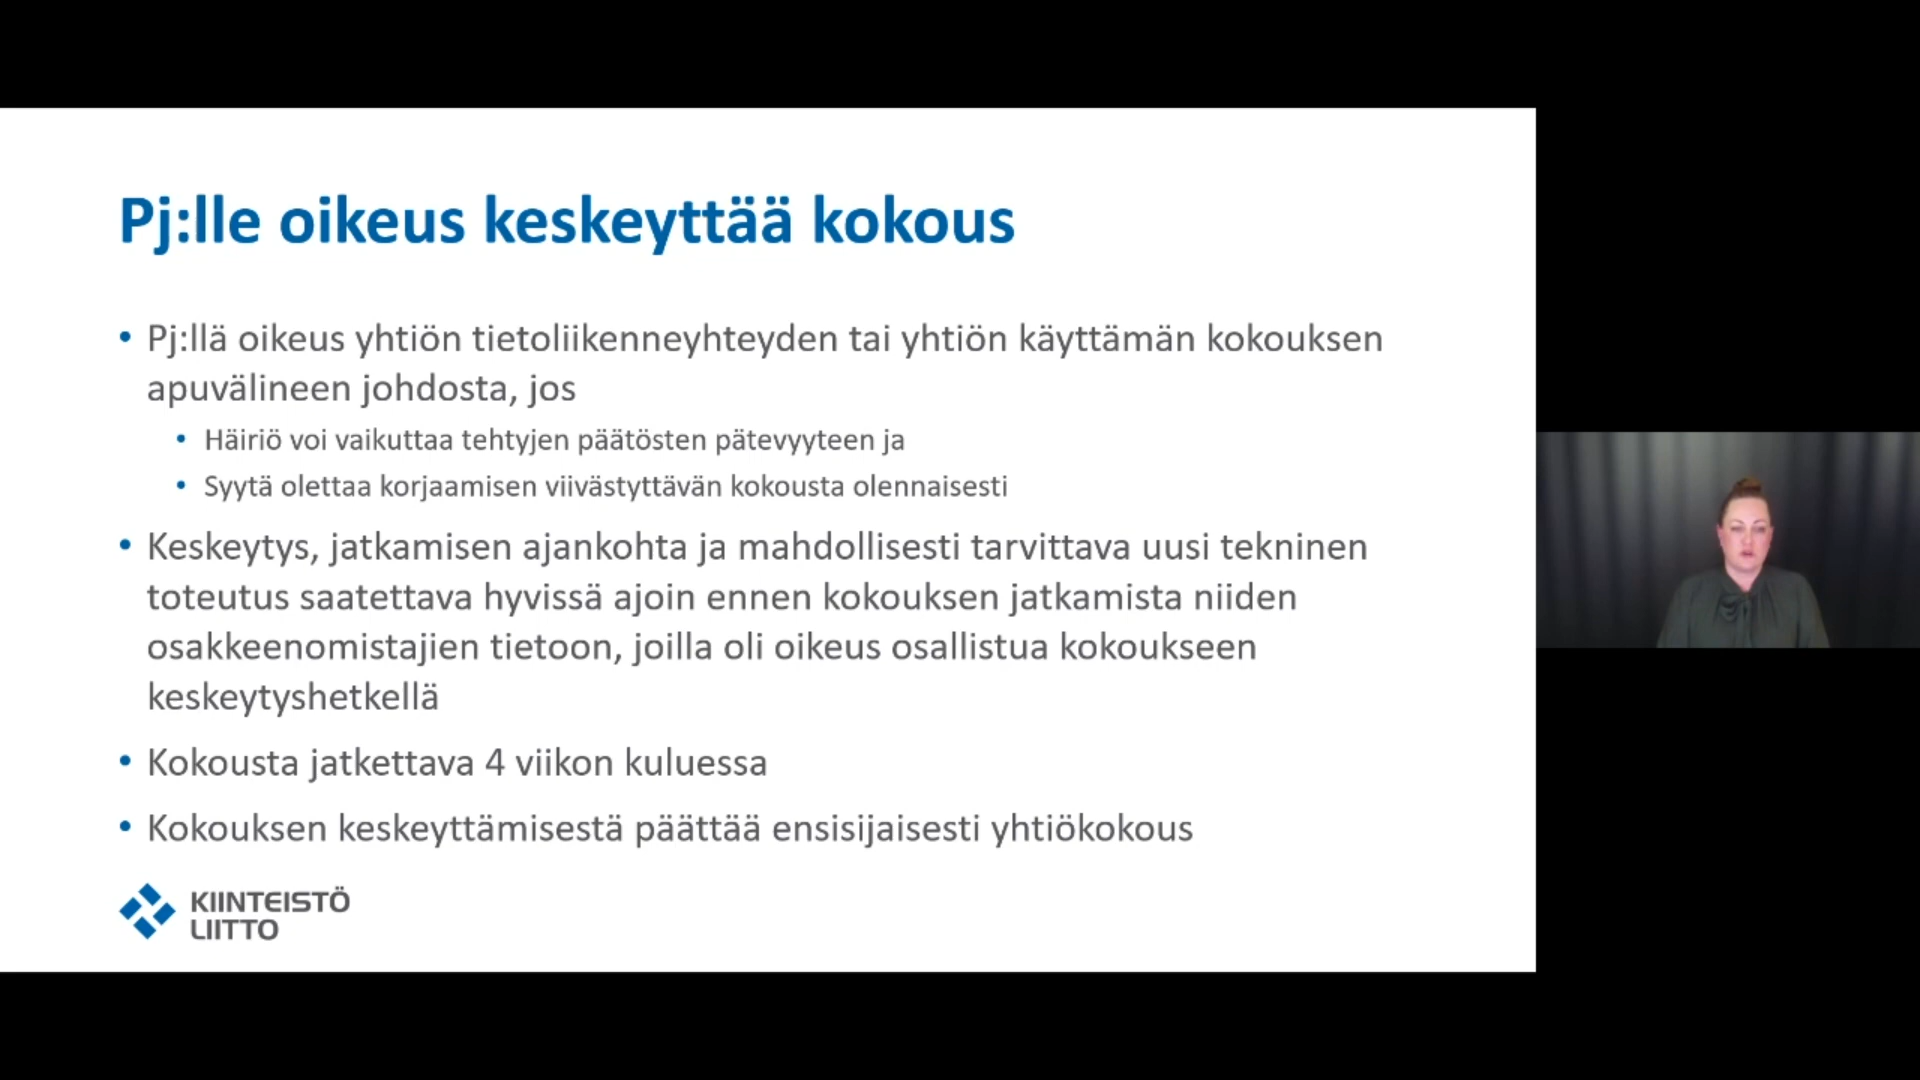 Pj:lle oikeus keskeyttää kokous
• Pj:llä oikeus yhtiön tietoliikenneyhteyden tai yhtiön käyttämän kokouksen
apuvälineen johdosta, jos
• Häiriö voi vaikuttaa tehtyjen päätösten pätevyyteen ja
• Syytä olettaa korjaamisen viivästyttävän kokousta olennaisesti
• Keskeytys, jatkamisen ajankohta ja mahdollisesti tarvittava uusi tekninen
toteutus saatettava hyvissä ajoin ennen kokouksen jatkamista niiden
osakkeenomistajien tietoon, joilla oli oikeus osallistua kokoukseen
keskeytyshetkellä
• Kokousta jatkettava 4 viikon kuluessa
• Kokouksen keskeyttämisestä päättää ensisijaisesti yhtiökokous
KIINTEISTÖ
LIITTO